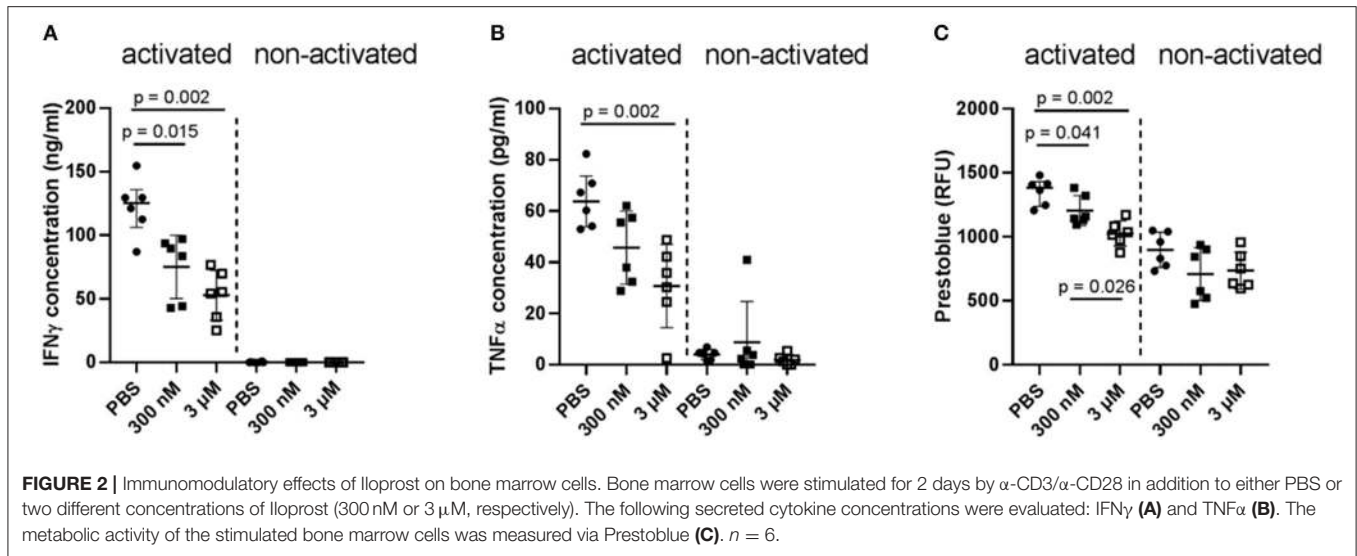 A
activated non-activated
p = 0.002
p = 0.015
IFNγ concentration (ng/ml)
200
150
100
50
0
PBS
300 nM
3 μM
PBS
300 nM
3 μM
B
activated non-activated
p = 0.002
TNFα concentration (pg/ml)
100
80
60
40
20
0
PBS
300 nM
3 μM
PBS
300 nM
3 μM
C
activated non-activated
p = 0.002
p = 0.041
p = 0.026
Prestoblue (RFU)
2000
1500
1000
500
0
PBS
300 nM
3 μM
PBS
300 nM
3 μM
FIGURE 2 | Immunomodulatory effects of Iloprost on bone marrow cells. Bone marrow cells were stimulated for 2 days by α-CD3/α-CD28 in addition to either PBS or
two different concentrations of Iloprost (300 nM or 3 μM, respectively). The following secreted cytokine concentrations were evaluated: IFNγ (A) and TNFα (B). The
metabolic activity of the stimulated bone marrow cells was measured via Prestoblue (C). n = 6.